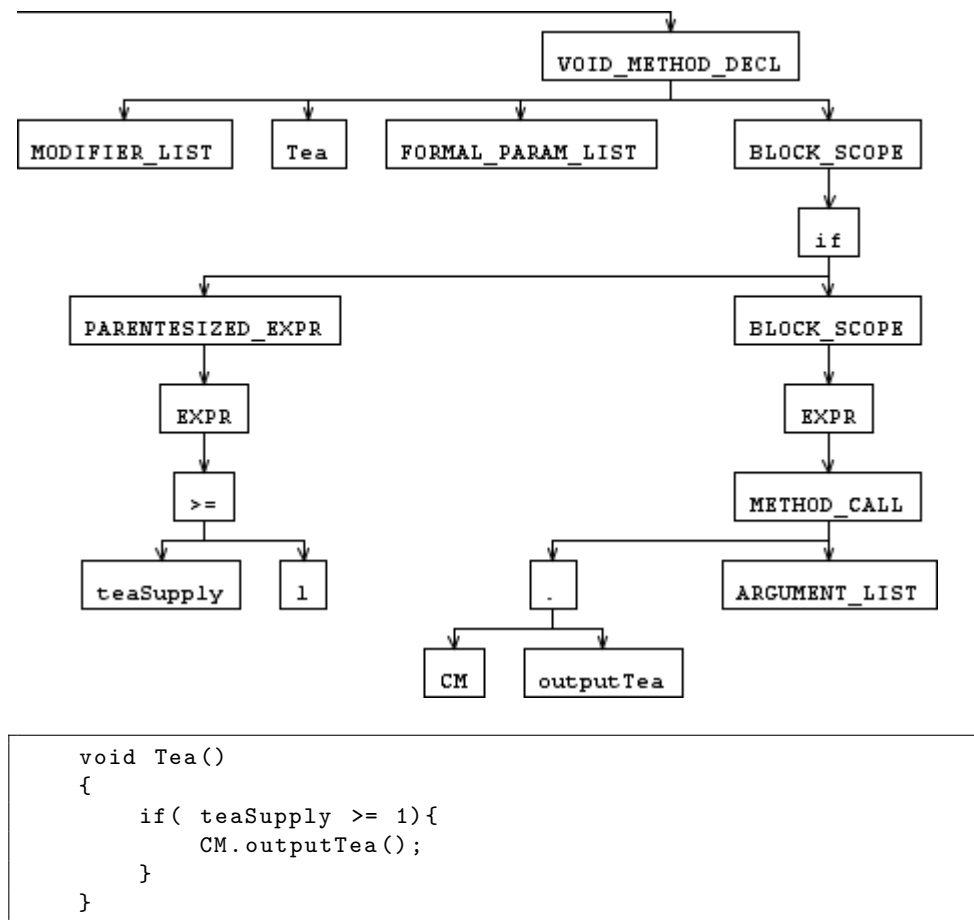 VOID_METHOD_DECL
MODIFIER_LIST Tea FORMAL_PARAM_LIST BLOCK_SCOPE
if
PARENTESIZED_EXPR BLOCK_SCOPE
EXPR EXPR
>= METHOD_CALL
teaSupply 1 . ARGUMENT_LIST
CM outputTea
void Tea()
{
if( teaSupply >= 1){
CM.outputTea();
}
}